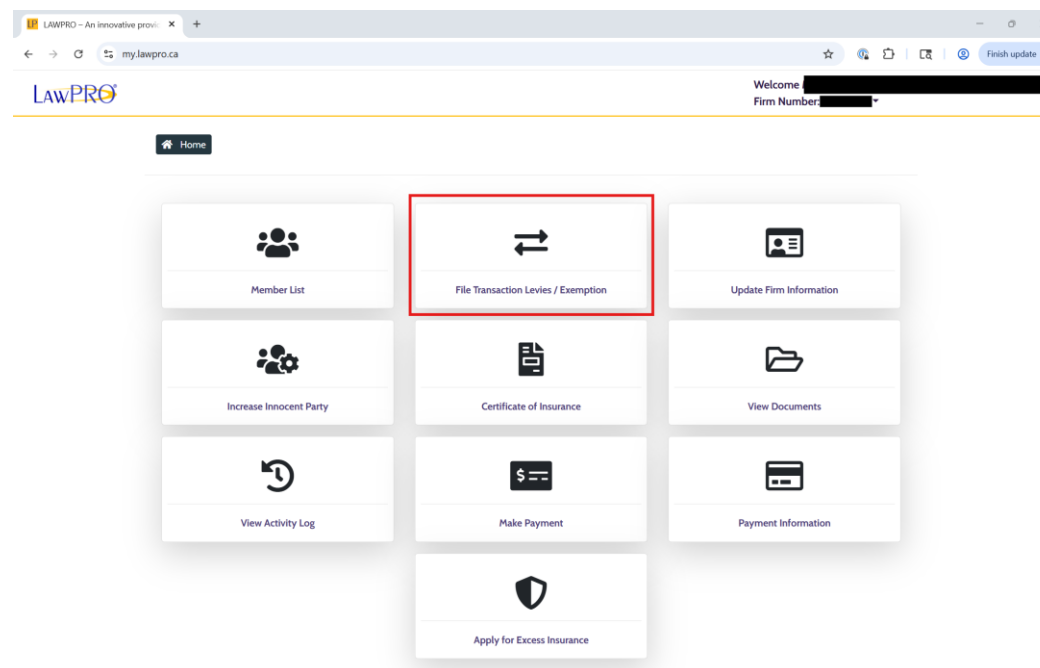 LAWPRO – An innovative provi
my.lawpro.ca
Finish update
LAWPRO
Welcome
Firm Number:
Home
Member List
File Transaction Levies / Exemption
Update Firm Information
Increase Innocent Party
Certificate of Insurance
View Documents
View Activity Log
Make Payment
Payment Information
Apply for Excess Insurance